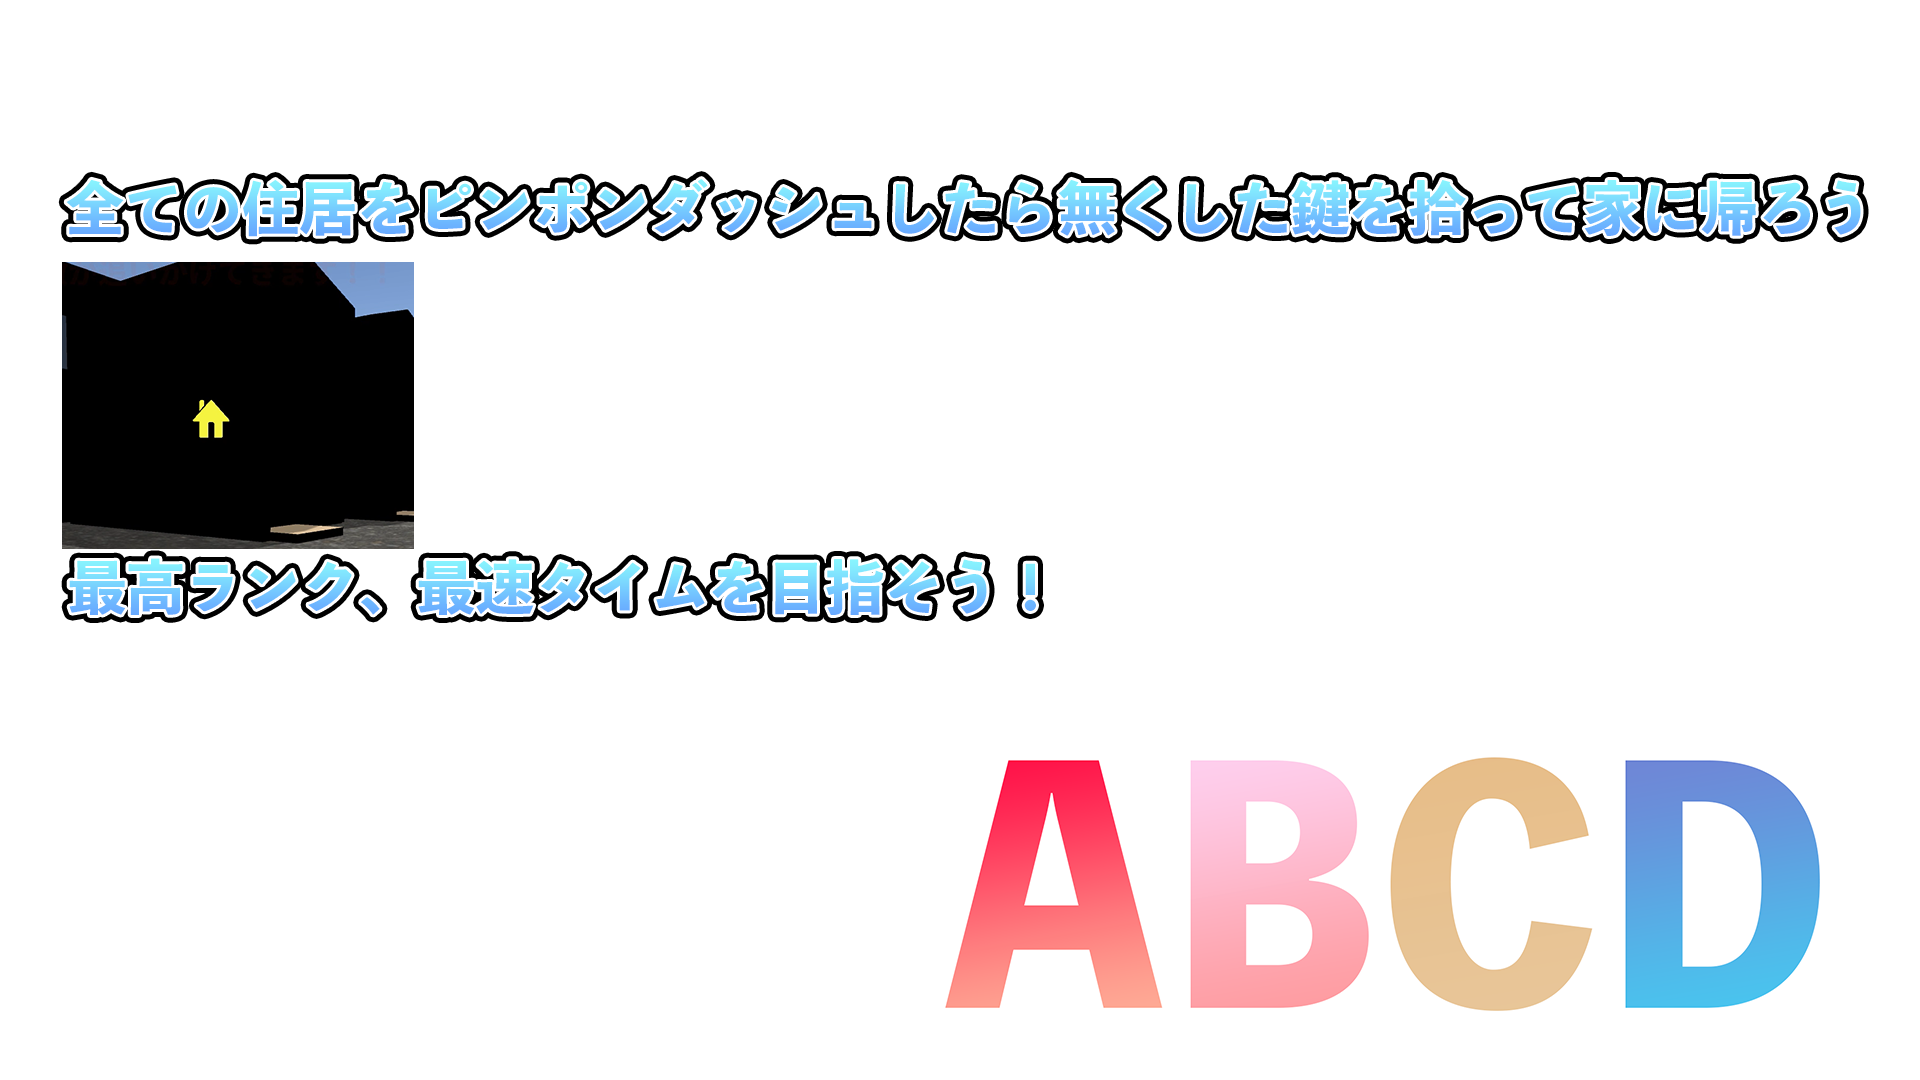 全ての住居をピンポンダッシュしたら無くした鍵を拾って家に帰ろう
最高ランク、最速タイムを目指そう！
ABCD